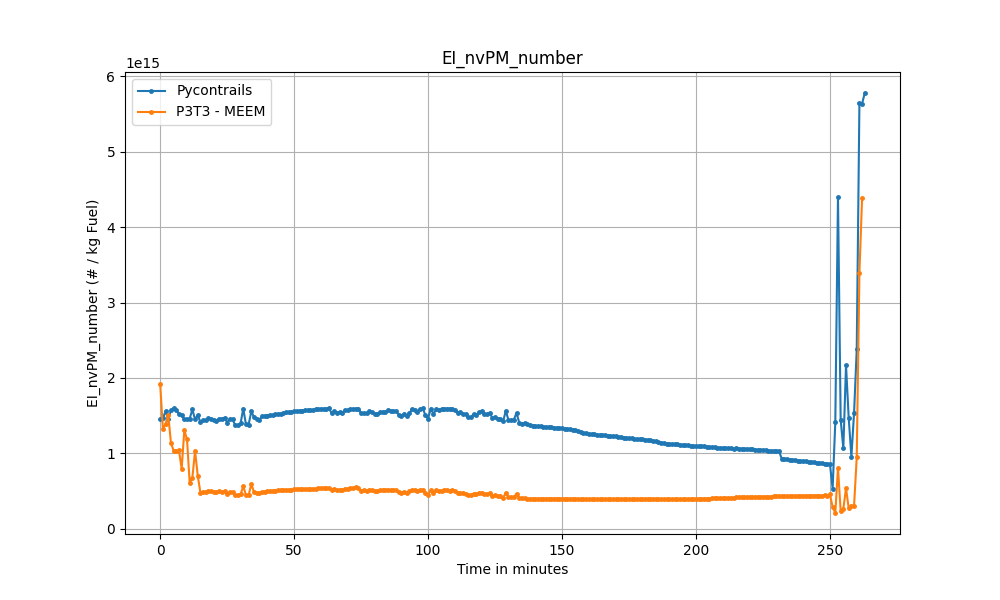 EI_nvPM_number
1e15
Pycontrails
P3T3 - MEEM
EI_nvPM_number (# / kg Fuel)
6
5
4
3
2
1
0
0 50 100 150 200 250
Time in minutes